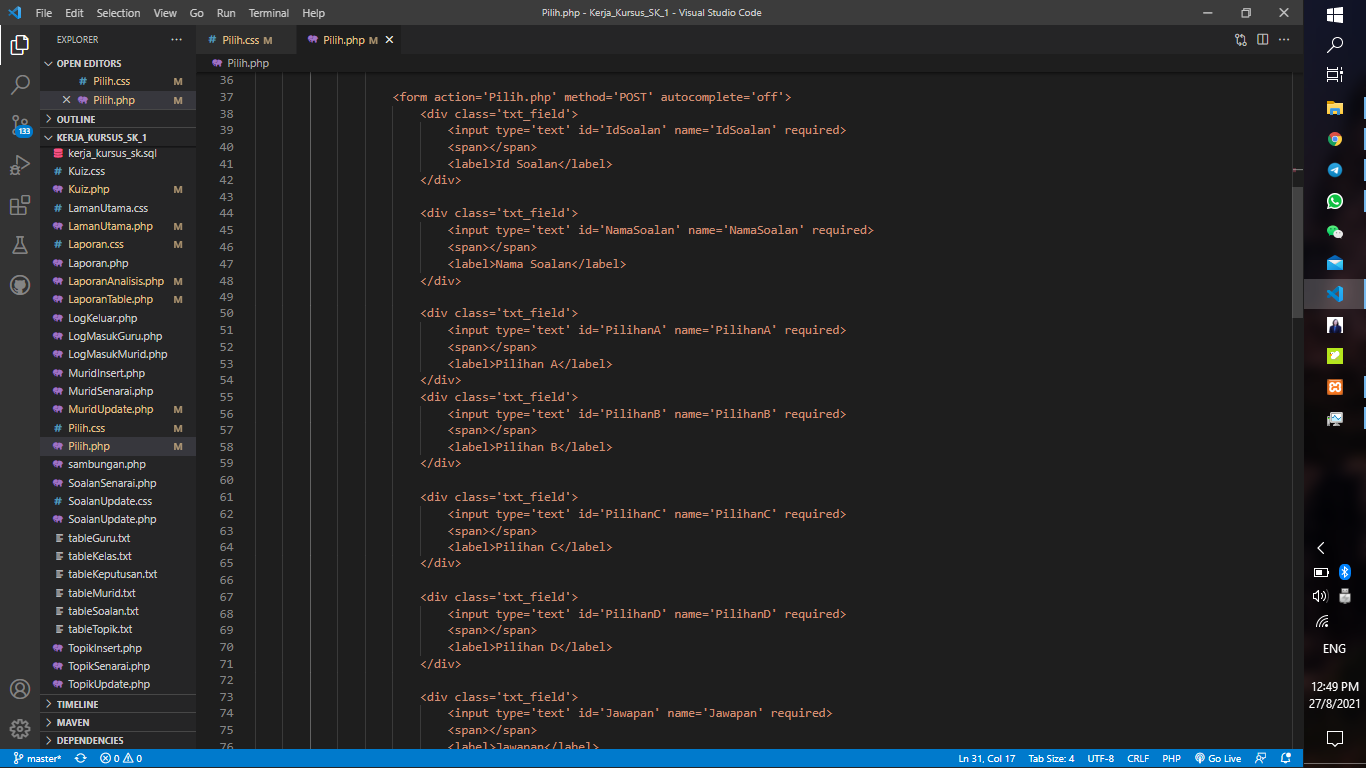 File Edit Selection View Go Run Terminal Help
Pilih.php - Kerja_Kursus_SK_1 - Visual Studio Code
EXPLORER
OPEN EDITORS
Pilih.css M
Pilih.php M
OUTLINE
KERJA_KURSUS_SK_1
kerja_kursus_sk.sql
Kuiz.css
Kuiz.php M
LamanUtama.css
LamanUtama.php M
Laporan.css M
Laporan.php
LaporanAnalisis.php M
LaporanTable.php M
LogKeluar.php
LogMasukGuru.php
LogMasukMurid.php
MuridInsert.php
MuridSenarai.php
MuridUpdate.php M
Pilih.css M
Pilih.php M
sambungan.php
SoalanSenarai.php
SoalanUpdate.css
SoalanUpdate.php
tableGuru.txt
tableKelas.txt
tableKeputusan.txt
tableMurid.txt
tableSoalan.txt
tableTopik.txt
TopikInsert.php
TopikSenarai.php
TopikUpdate.php
TIMELINE
MAVEN
DEPENDENCIES
133
Pilih.css M
Pilih.php M
Pilih.php
36
37 <form action='Pilih.php' method='POST' autocomplete='off'>
38 <div class='txt_field'>
39 <input type='text' id='IdSoalan' name='IdSoalan' required>
40 <span></span>
41 <label>Id Soalan</label>
42 </div>
43
44 <div class='txt_field'>
45 <input type='text' id='NamaSoalan' name='NamaSoalan' required>
46 <span></span>
47 <label>Nama Soalan</label>
48 </div>
49
50 <div class='txt_field'>
51 <input type='text' id='PilihanA' name='PilihanA' required>
52 <span></span>
53 <label>Pilihan A</label>
54 </div>
55 <div class='txt_field'>
56 <input type='text' id='PilihanB' name='PilihanB' required>
57 <span></span>
58 <label>Pilihan B</label>
59 </div>
60
61 <div class='txt_field'>
62 <input type='text' id='PilihanC' name='PilihanC' required>
63 <span></span>
64 <label>Pilihan C</label>
65 </div>
66
67 <div class='txt_field'>
68 <input type='text' id='PilihanD' name='PilihanD' required>
69 <span></span>
70 <label>Pilihan D</label>
71 </div>
72
73 <div class='txt_field'>
74 <input type='text' id='Jawapan' name='Jawapan' required>
75 <span></span>
76 <label>Jawapan</label>
master* 0 0
Ln 31, Col 17 Tab Size: 4 UTF-8 CRLF PHP Go Live
ENG
12:49 PM
27/8/2021